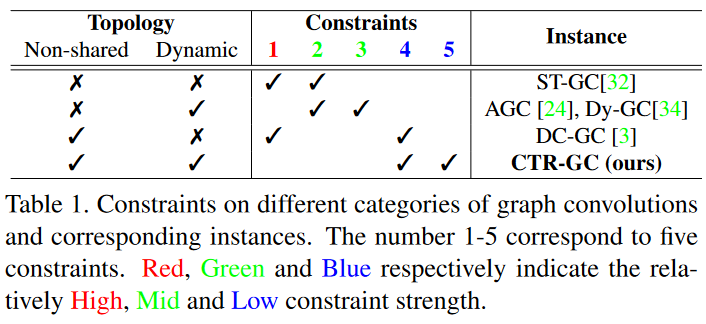 Topology Constraints Instance
Non-shared Dynamic 1 2 3 4 5
✗ ✗ ✓ ✓ ST-GC[32]
✗ ✓ ✓ ✓ AGC [24], Dy-GC[34]
✓ ✗ ✓ ✓ DC-GC [3]
✓ ✓ ✓ ✓ CTR-GC (ours)
Table 1. Constraints on different categories of graph convolutions
and corresponding instances. The number 1-5 correspond to five
constraints. Red, Green and Blue respectively indicate the rela-
tively High, Mid and Low constraint strength.